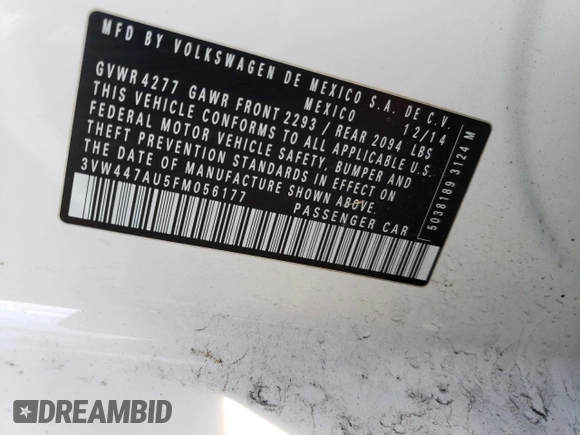 MFD BY VOLKSWAGEN DE MEXICO S.A. DE C.V.
MEXICO 12/14
GVWR 4277 GAWR FRONT 2293 / REAR 2094 LBS
THIS VEHICLE CONFORMS TO ALL APPLICABLE U.S.
FEDERAL MOTOR VEHICLE SAFETY, BUMPER AND
THEFT PREVENTION STANDARDS IN EFFECT ON
THE DATE OF MANUFACTURE SHOWN ABOVE.
3VW447AU5FM056177 PASSENGER CAR
5038189 3124 M
DREAMBID